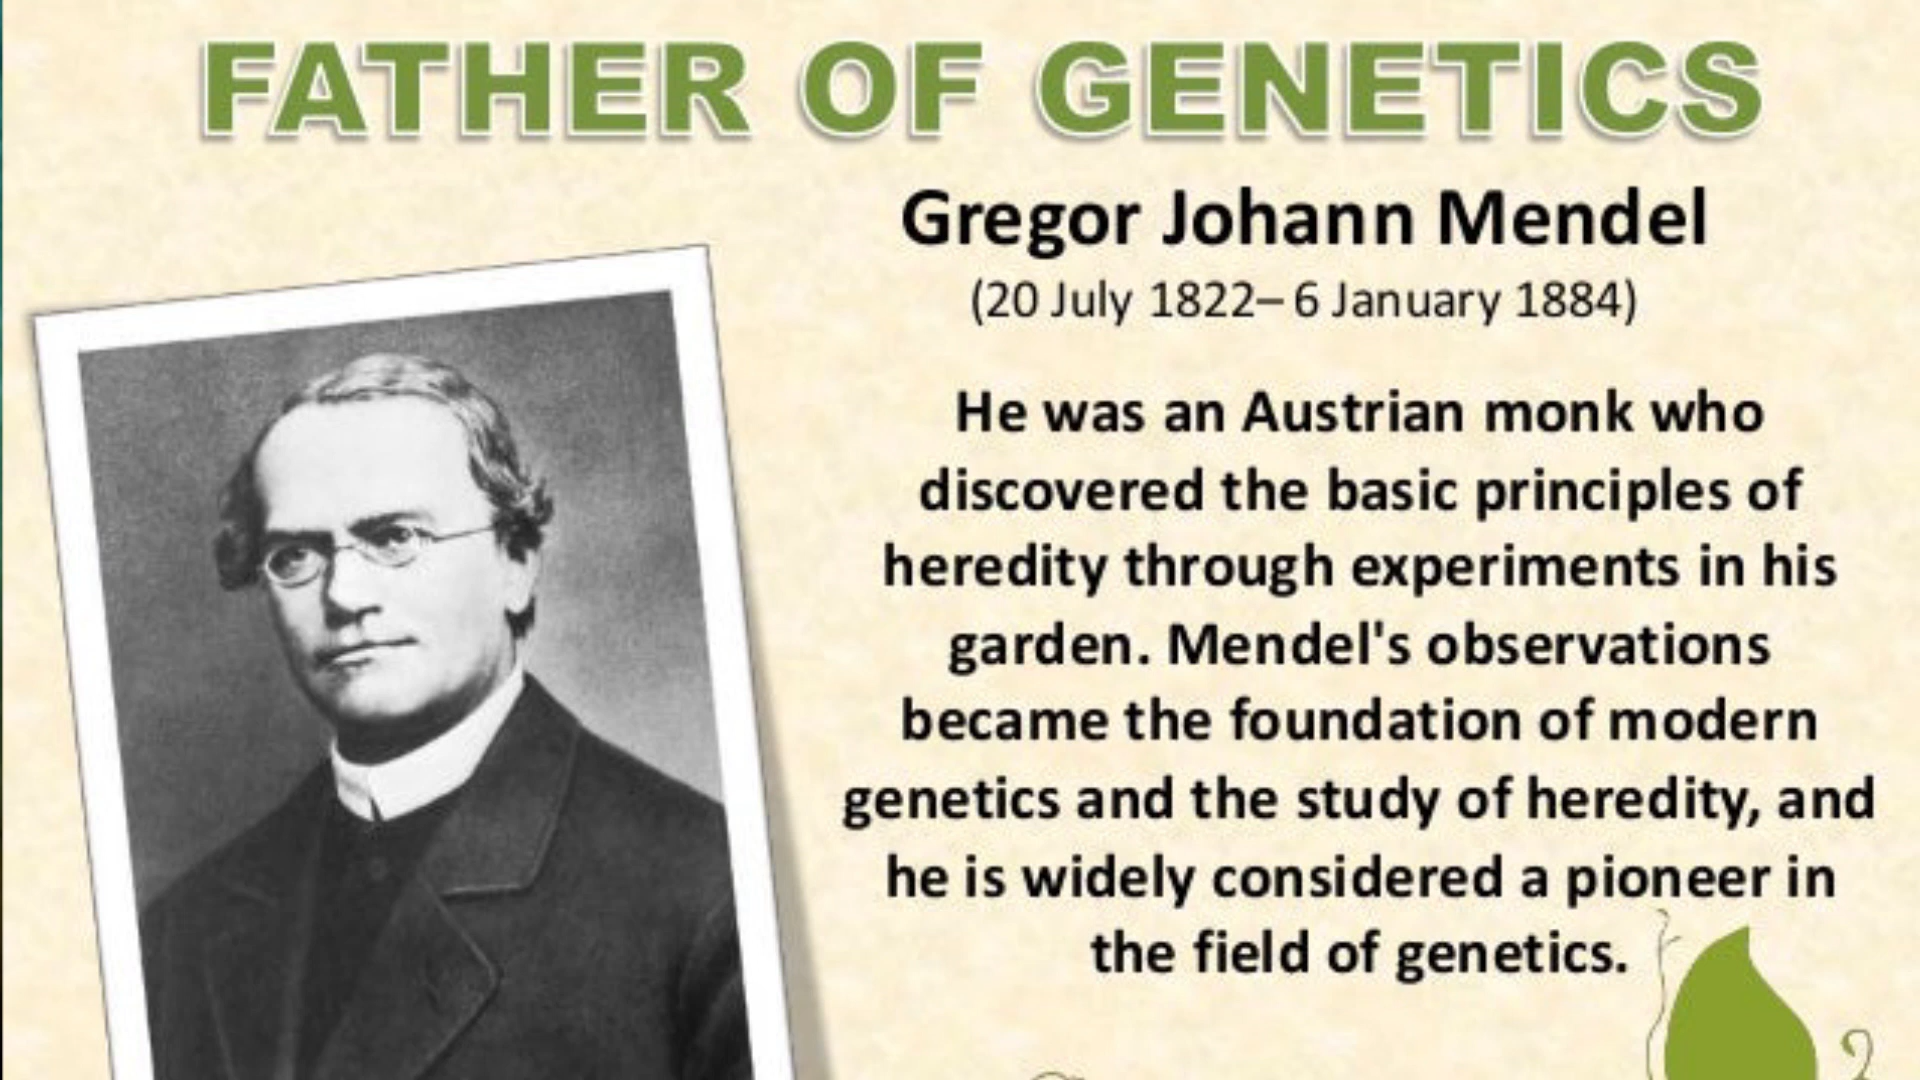 FATHER OF GENETICS
Gregor Johann Mendel
(20 July 1822– 6 January 1884)
He was an Austrian monk who
discovered the basic principles of
heredity through experiments in his
garden. Mendel's observations
became the foundation of modern
genetics and the study of heredity, and
he is widely considered a pioneer in
the field of genetics.